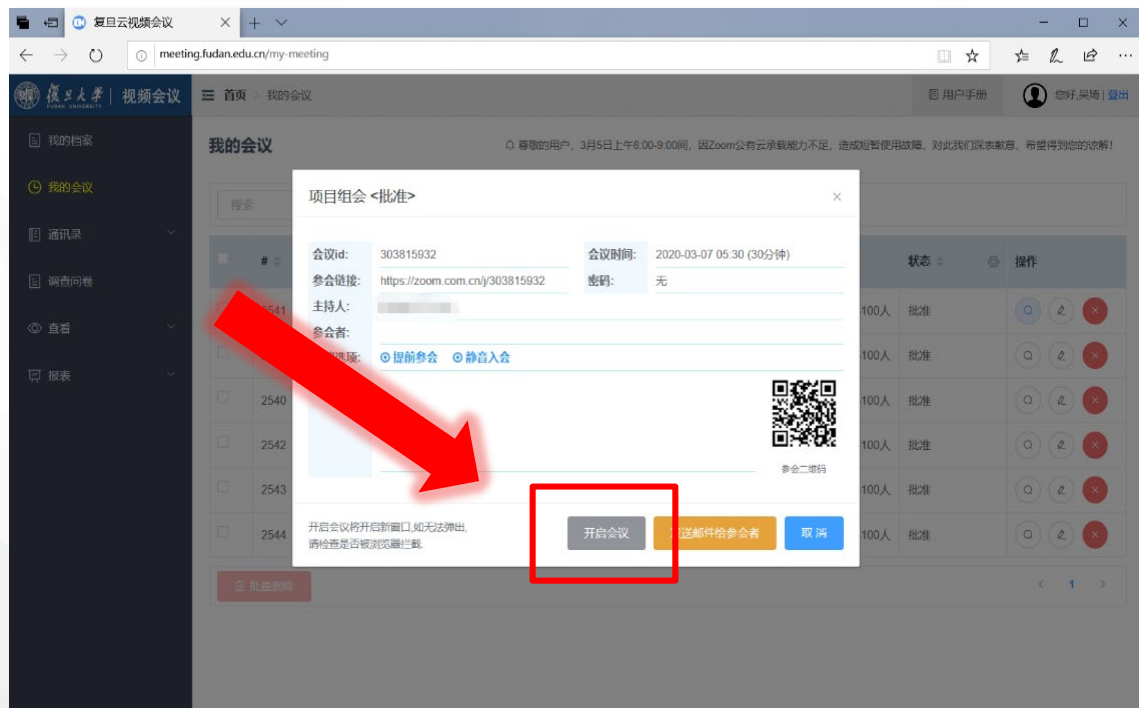 复旦云视频会议
meeting.fudan.edu.cn/my-meeting
復旦大學 | 视频会议
FUDAN UNIVERSITY
首页 > 我的会议
用户手册
您好,吴旸 | 登出
我的档案
我的会议
通讯录
调查问卷
查看
报表
我的会议
尊敬的用户，3月5日上午8:00-9:00间，因Zoom公有云承载能力不足，造成短暂使用故障，对此我们深表歉意，希望得到您的谅解！
搜索
# 状态 操作
项目组会 <批准> ×
会议id: 303815932 会议时间: 2020-03-07 05:30 (30分钟)
参会链接: https://zoom.com.cn/j/303815932 密码: 无
主持人:
参会者:
选项: 提前参会 静音入会
参会二维码
开启会议将开启新窗口,如无法弹出,
请检查是否被浏览器拦截.
开启会议 发送邮件给参会者 取 消
2541 100人 批准
100人 批准
2540 100人 批准
2542 100人 批准
2543 100人 批准
2544 100人 批准
批量删除
< 1 >